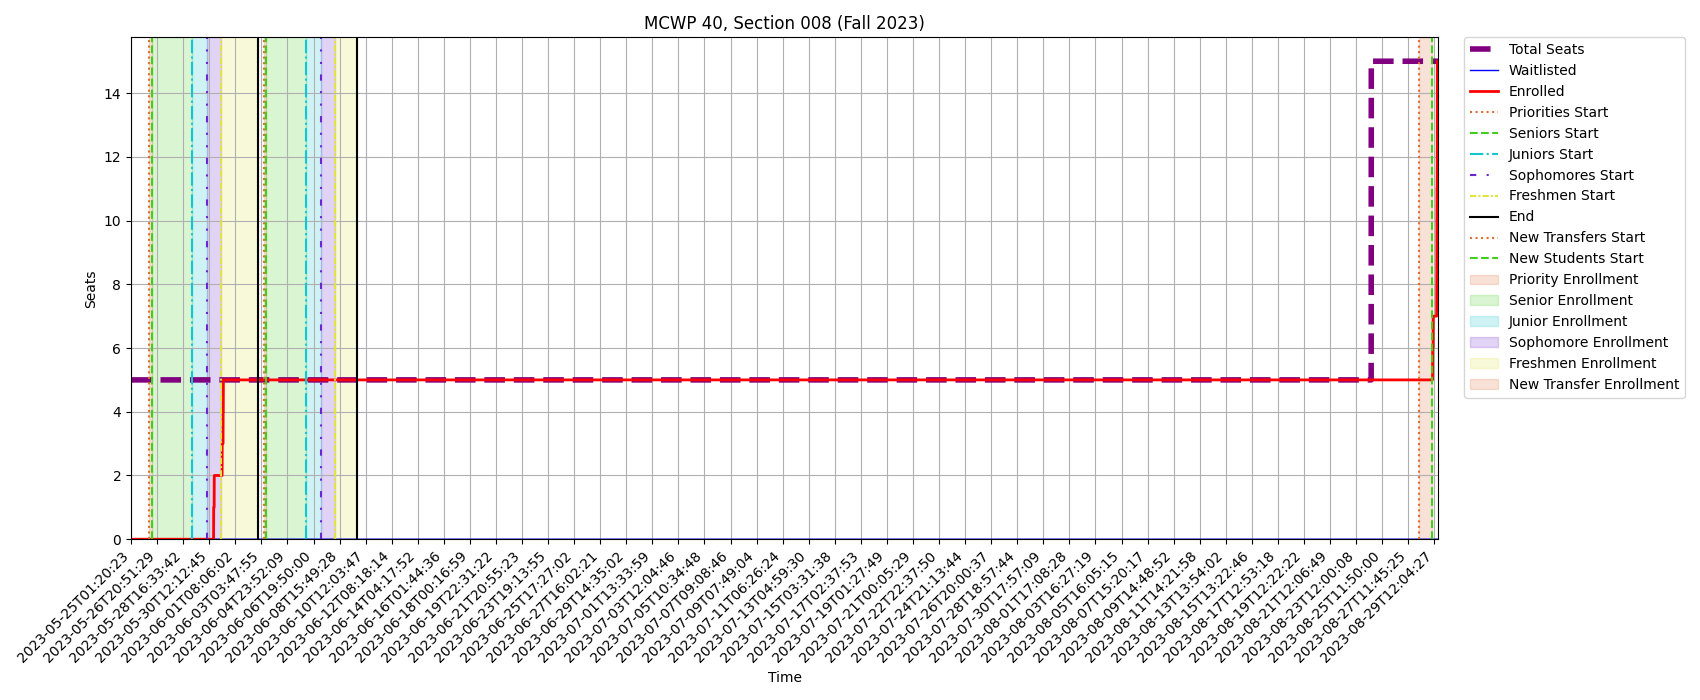 MCWP 40, Section 008 (Fall 2023)
Seats
14
12
10
8
6
4
2
0
2023-05-25T01:20:23
2023-05-26T20:51:29
2023-05-28T16:33:42
2023-05-30T12:12:45
2023-06-01T08:06:02
2023-06-03T03:47:55
2023-06-04T23:52:09
2023-06-06T19:50:00
2023-06-08T15:49:28
2023-06-10T12:03:47
2023-06-12T08:18:14
2023-06-14T04:17:52
2023-06-16T01:44:36
2023-06-18T00:16:59
2023-06-19T22:31:22
2023-06-21T20:55:23
2023-06-23T19:13:55
2023-06-25T17:27:02
2023-06-27T16:02:21
2023-06-29T14:35:02
2023-07-01T13:33:59
2023-07-03T12:04:46
2023-07-05T10:34:48
2023-07-07T09:08:46
2023-07-09T07:49:04
2023-07-11T06:26:24
2023-07-13T04:59:30
2023-07-15T03:31:38
2023-07-17T02:37:53
2023-07-19T01:27:49
2023-07-21T00:05:29
2023-07-22T22:37:50
2023-07-24T21:13:44
2023-07-26T20:00:37
2023-07-28T18:57:44
2023-07-30T17:57:09
2023-08-01T17:08:28
2023-08-03T16:27:19
2023-08-05T16:05:15
2023-08-07T15:20:17
2023-08-09T14:48:52
2023-08-11T14:21:58
2023-08-13T13:54:02
2023-08-15T13:22:46
2023-08-17T12:53:18
2023-08-19T12:22:22
2023-08-21T12:06:49
2023-08-23T12:00:08
2023-08-25T11:50:00
2023-08-27T11:45:25
2023-08-29T12:04:27
Time
Total Seats
Waitlisted
Enrolled
Priorities Start
Seniors Start
Juniors Start
Sophomores Start
Freshmen Start
End
New Transfers Start
New Students Start
Priority Enrollment
Senior Enrollment
Junior Enrollment
Sophomore Enrollment
Freshmen Enrollment
New Transfer Enrollment